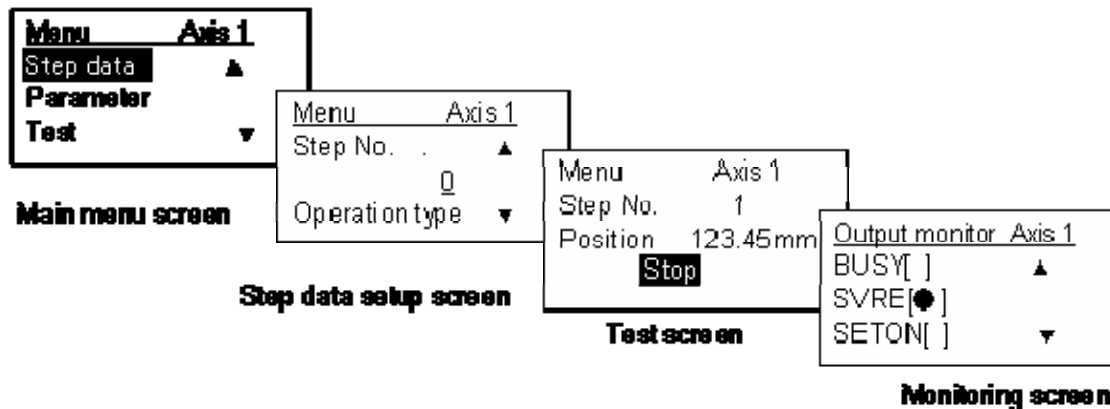 Menu Axis 1
Step data ▲
Parameter
Test ▼
Main menu screen
Menu Axis 1
Step No. . ▲
0
Operation type ▼
Step data setup screen
Menu Axis 1
Step No. 1
Position 123.45mm
Stop
Test screen
Output monitor Axis 1
BUSY[ ] ▲
SVRE[●]
SETON[ ] ▼
Monitoring screen